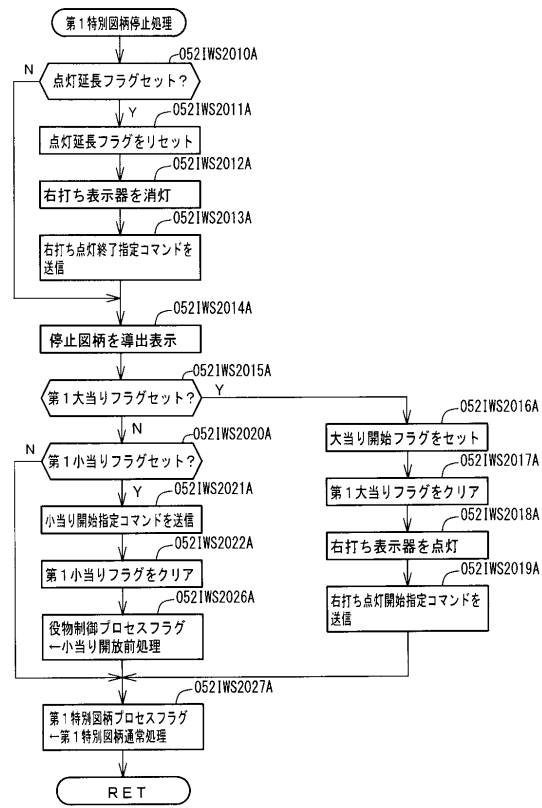 第1特別図柄停止処理
052IWS2010A
N
点灯延長フラグセット？
Y
052IWS2011A
点灯延長フラグをリセット
052IWS2012A
右打ち表示器を消灯
052IWS2013A
右打ち点灯終了指定コマンドを
送信
052IWS2014A
停止図柄を導出表示
052IWS2015A
第1大当りフラグセット？
Y
N
052IWS2016A
大当り開始フラグをセット
052IWS2017A
第1大当りフラグをクリア
052IWS2018A
右打ち表示器を点灯
052IWS2019A
右打ち点灯開始指定コマンドを
送信
052IWS2020A
N
第1小当りフラグセット？
Y
052IWS2021A
小当り開始指定コマンドを送信
052IWS2022A
第1小当りフラグをクリア
052IWS2026A
役物制御プロセスフラグ
←小当り開放前処理
052IWS2027A
第1特別図柄プロセスフラグ
←第1特別図柄通常処理
RET